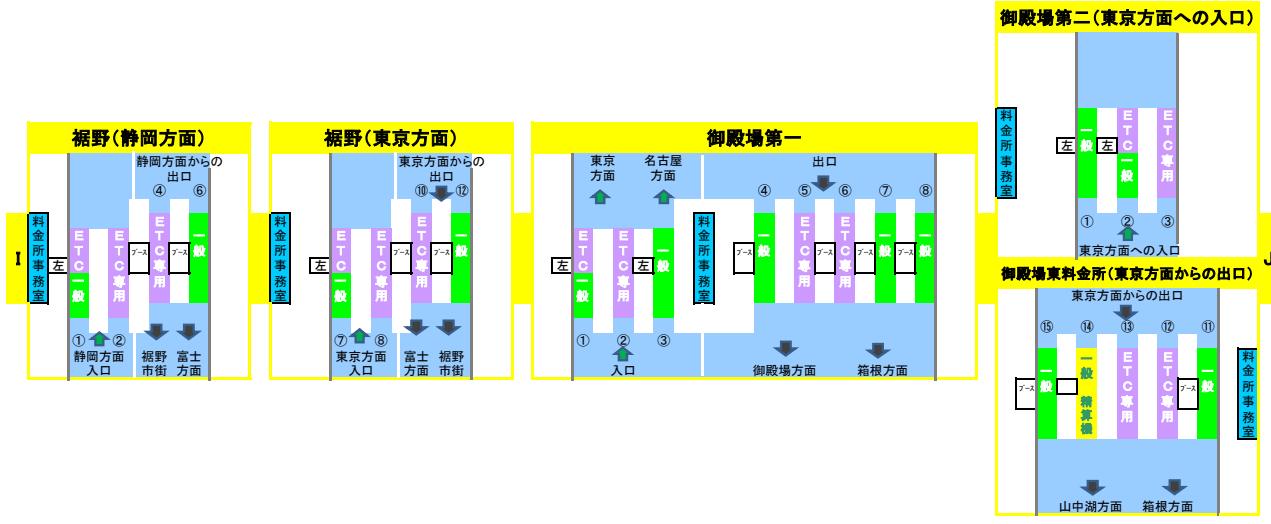 I
裾野(静岡方面)
静岡方面からの
出口
④ ⑥
料金所事務室
左
ETC 一般
ETC専用
ブース
ETC専用
ブース
一般
① ②
静岡方面
入口
裾野
市街
富士
方面
裾野(東京方面)
東京方面からの
出口
⑩ ⑫
料金所事務室
左
ETC 一般
ETC専用
ブース
ETC専用
ブース
一般
⑦ ⑧
東京方面
入口
富士
方面
裾野
市街
御殿場第一
東京
方面
名古屋
方面
出口
④ ⑤ ⑥ ⑦ ⑧
左
ETC 一般
ETC専用
左
一般
料金所事務室
ブース
一般
ETC専用
ブース
ETC専用
ブース
一般
ブース
一般
① ② ③
入口
御殿場方面
箱根方面
御殿場第二(東京方面への入口)
料金所事務室
左
一般
左
ETC 一般
ETC専用
① ② ③
東京方面への入口
御殿場東料金所(東京方面からの出口)
J
東京方面からの出口
⑮ ⑭ ⑬ ⑫ ⑪
ブース
一般
一般 精算機
ETC専用
ETC専用
ブース
一般
料金所事務室
山中湖方面
箱根方面